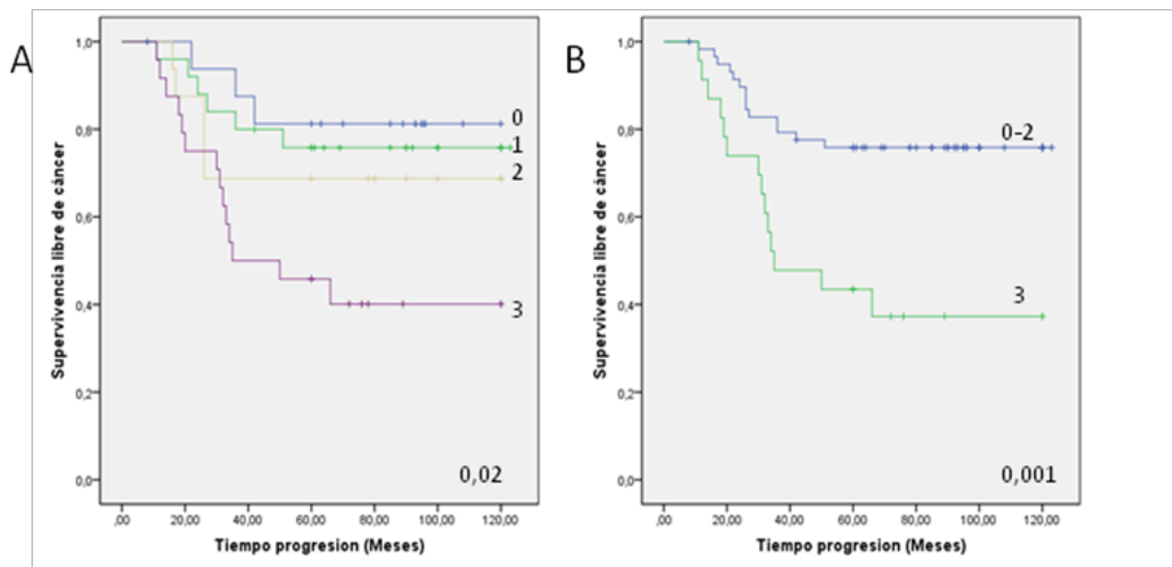 A
Supervivencia libre de cáncer
1,0
0,8
0,6
0,4
0,2
0,0
0
1
2
3
0,02
,00 20,00 40,00 60,00 80,00 100,00 120,00
Tiempo progresion (Meses)
B
Supervivencia libre de cáncer
1,0
0,8
0,6
0,4
0,2
0,0
0-2
3
0,001
,00 20,00 40,00 60,00 80,00 100,00 120,00
Tiempo progresion (Meses)